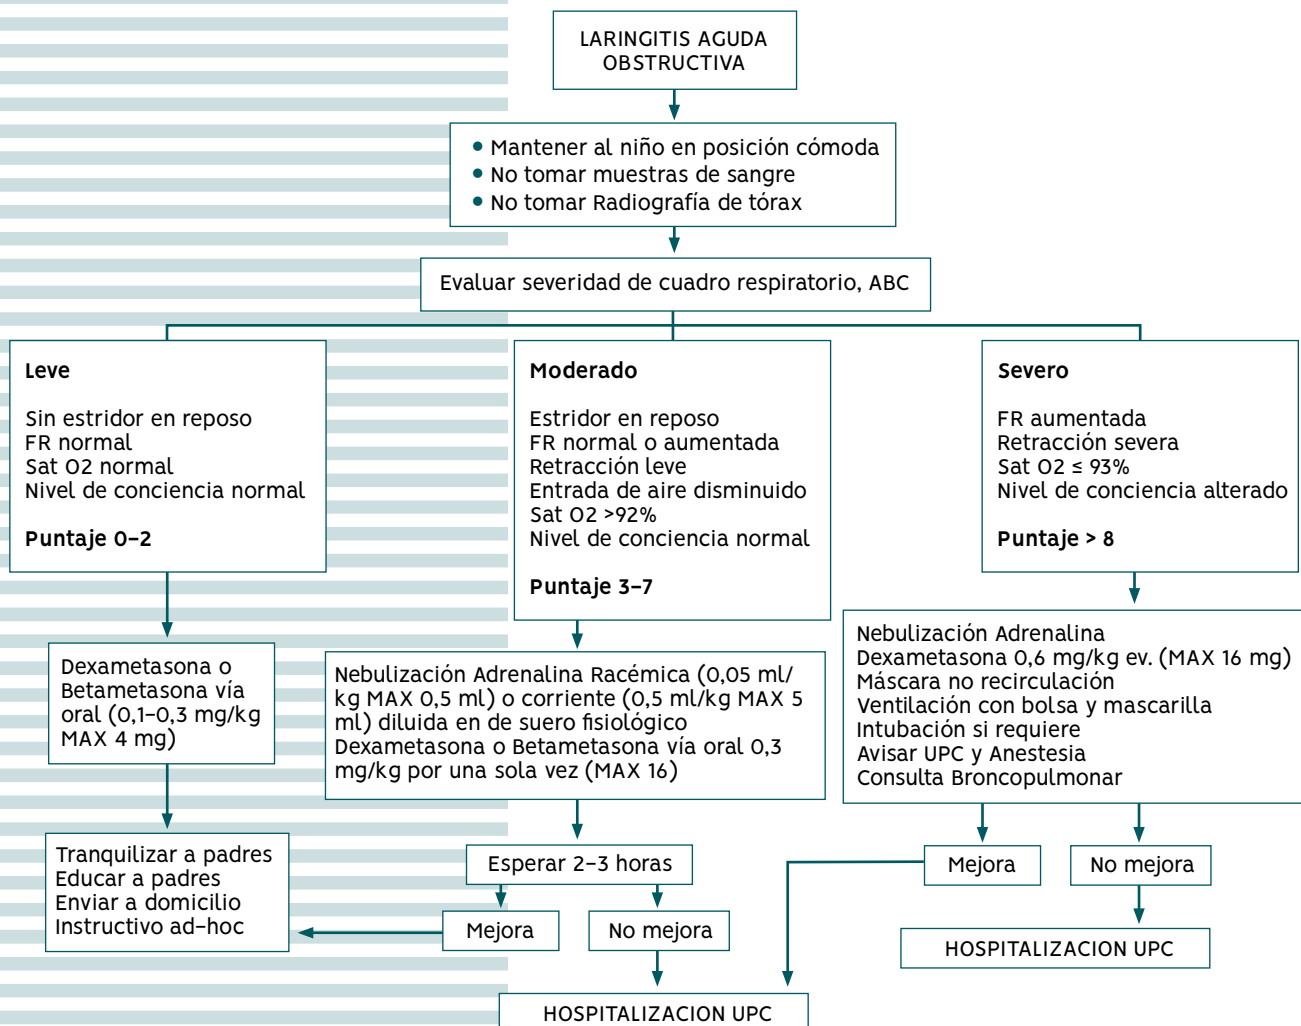 LARINGITIS AGUDA
OBSTRUCTIVA
• Mantener al niño en posición cómoda
• No tomar muestras de sangre
• No tomar Radiografía de tórax
Evaluar severidad de cuadro respiratorio, ABC
Leve
Sin estridor en reposo
FR normal
Sat O2 normal
Nivel de conciencia normal
Puntaje 0–2
Moderado
Estridor en reposo
FR normal o aumentada
Retracción leve
Entrada de aire disminuido
Sat O2 >92%
Nivel de conciencia normal
Puntaje 3–7
Severo
FR aumentada
Retracción severa
Sat O2 ≤ 93%
Nivel de conciencia alterado
Puntaje > 8
Dexametasona o
Betametasona vía
oral (0,1–0,3 mg/kg
MAX 4 mg)
Nebulización Adrenalina Racémica (0,05 ml/
kg MAX 0,5 ml) o corriente (0,5 ml/kg MAX 5
ml) diluida en de suero fisiológico
Dexametasona o Betametasona vía oral 0,3
mg/kg por una sola vez (MAX 16)
Nebulización Adrenalina
Dexametasona 0,6 mg/kg ev. (MAX 16 mg)
Máscara no recirculación
Ventilación con bolsa y mascarilla
Intubación si requiere
Avisar UPC y Anestesia
Consulta Broncopulmonar
Tranquilizar a padres
Educar a padres
Enviar a domicilio
Instructivo ad–hoc
Esperar 2–3 horas
Mejora
No mejora
Mejora
No mejora
HOSPITALIZACION UPC
HOSPITALIZACION UPC